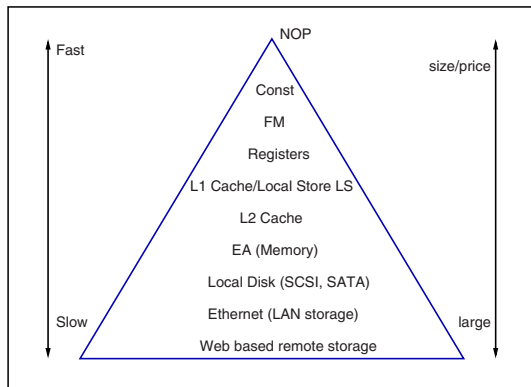 NOP
Fast
size/price
Const
FM
Registers
L1 Cache/Local Store LS
L2 Cache
EA (Memory)
Local Disk (SCSI, SATA)
Ethernet (LAN storage)
Slow
large
Web based remote storage